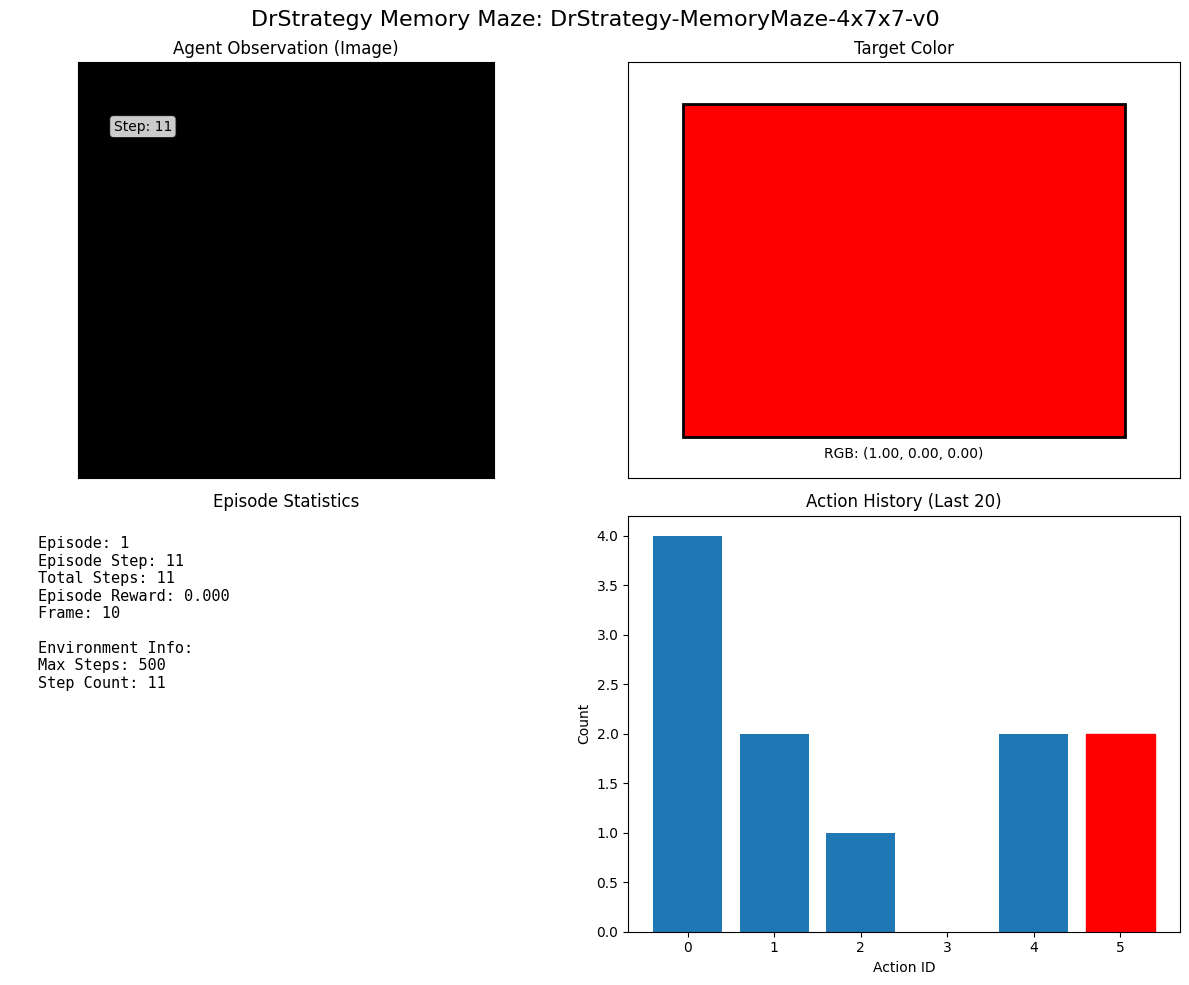 DrStrategy Memory Maze: DrStrategy-MemoryMaze-4x7x7-v0
Agent Observation (Image)
Step: 11
Target Color
RGB: (1.00, 0.00, 0.00)
Episode Statistics
Episode: 1
Episode Step: 11
Total Steps: 11
Episode Reward: 0.000
Frame: 10
Environment Info:
Max Steps: 500
Step Count: 11
Action History (Last 20)
4.0
3.5
3.0
2.5
2.0
1.5
1.0
0.5
0.0
Count
0 1 2 3 4 5
Action ID